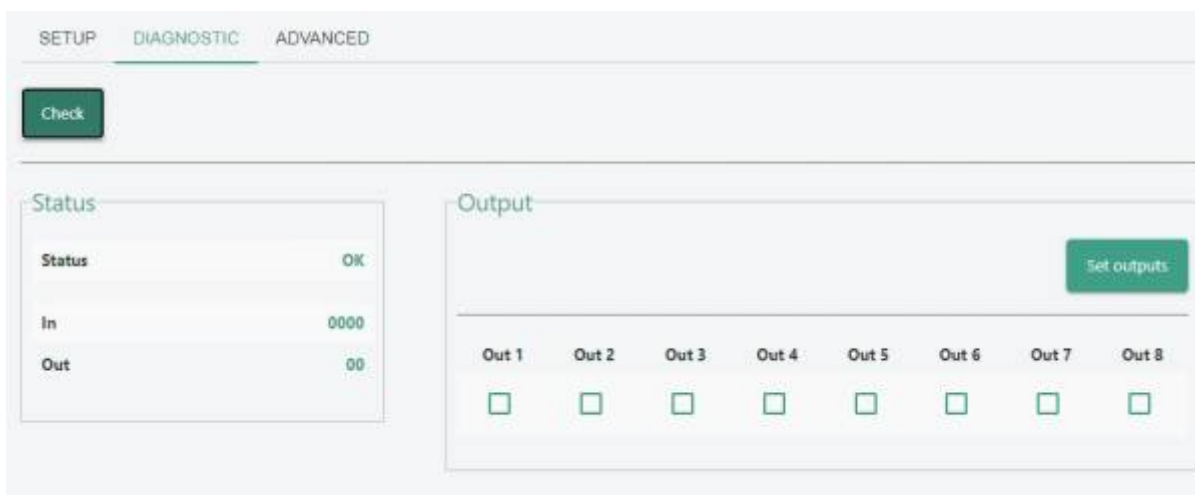 SETUP DIAGNOSTIC ADVANCED
Check
Status
Status OK
In 0000
Out 00
Output
Set outputs
Out 1 Out 2 Out 3 Out 4 Out 5 Out 6 Out 7 Out 8